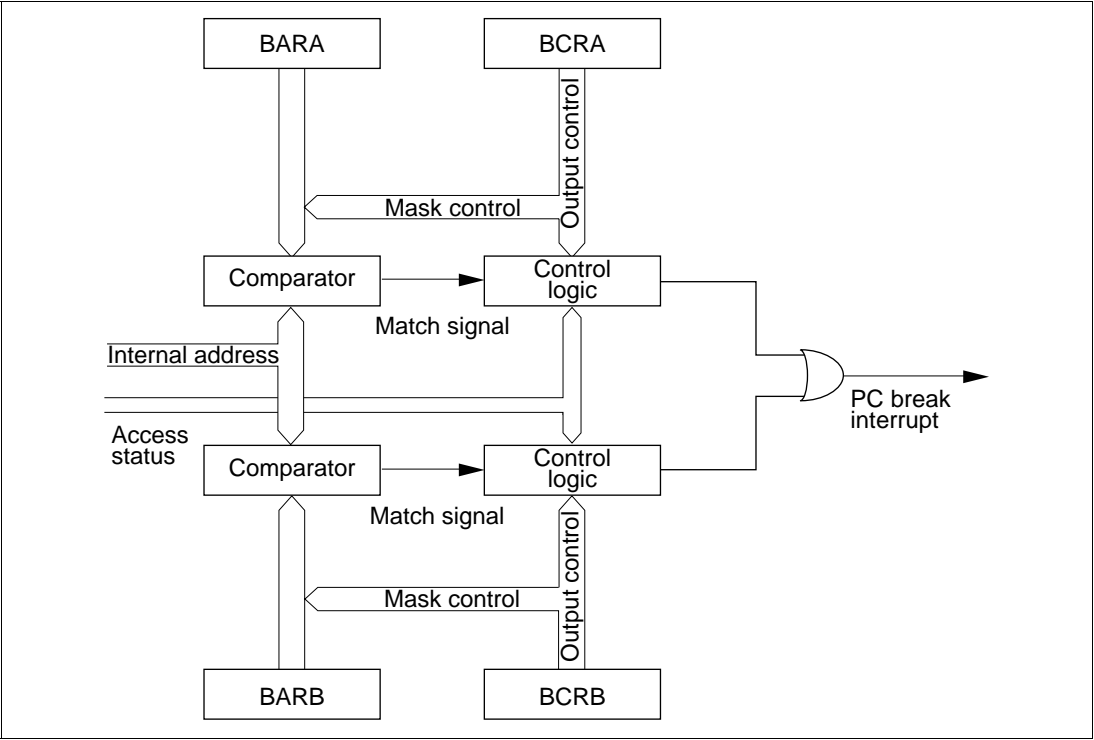 BARA
BCRA
Output control
Mask control
Comparator
Control
logic
Match signal
Internal address
Access
status
PC break
interrupt
Comparator
Control
logic
Match signal
Output control
Mask control
BARB
BCRB